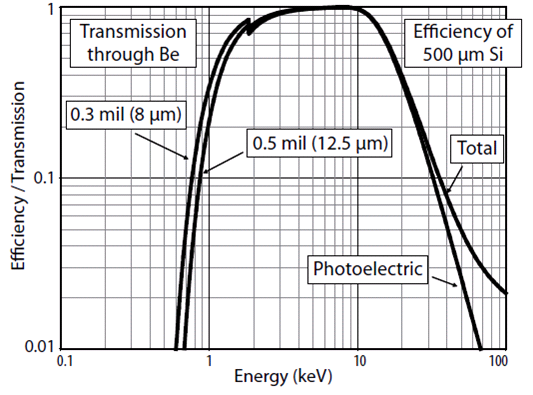 1
Transmission
through Be
Efficiency of
500 µm Si
0.3 mil (8 µm)
0.5 mil (12.5 µm)
Total
0.1
Efficiency / Transmission
Photoelectric
0.01
0.1
1
10
100
Energy (keV)